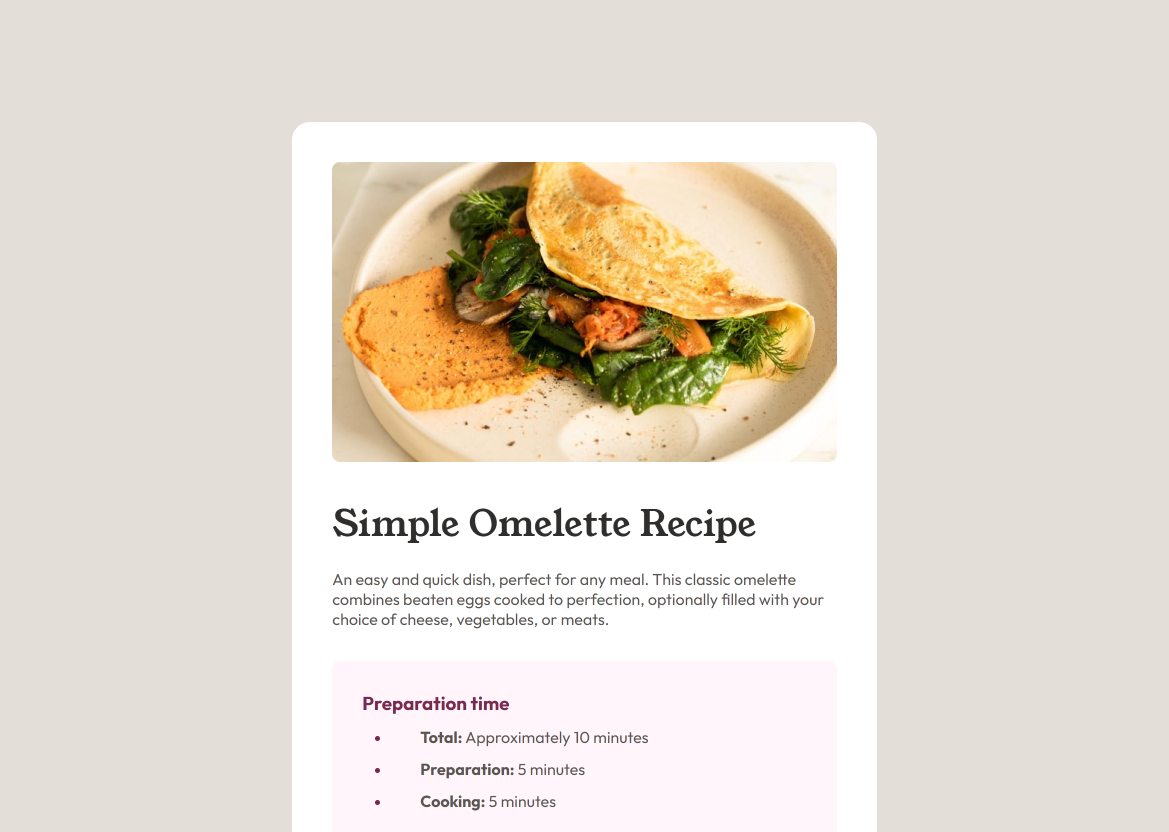 Simple Omelette Recipe
An easy and quick dish, perfect for any meal. This classic omelette
combines beaten eggs cooked to perfection, optionally filled with your
choice of cheese, vegetables, or meats.
Preparation time
• Total: Approximately 10 minutes
• Preparation: 5 minutes
• Cooking: 5 minutes